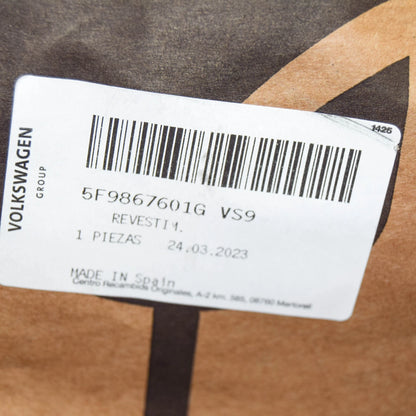 1426
VOLKSWAGEN
GROUP
5F9867601G VS9
REVESTIM.
1 PIEZAS 24.03.2023
MADE IN Spain
Centro Recambios Originales, A-2 km. 585, 08760 Martorell